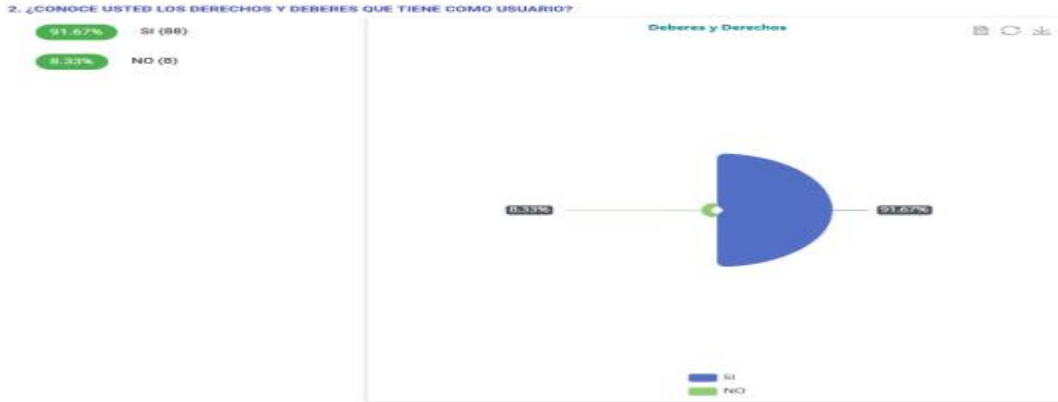 2. ¿CONOCE USTED LOS DERECHOS Y DEBERES QUE TIENE COMO USUARIO?
91.67% SI (88)
8.33% NO (8)
Deberes y Derechos
8.33%
91.67%
SI
NO